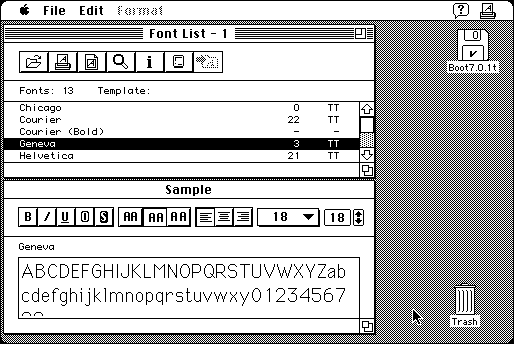 File Edit Format
Font List - 1
Fonts: 13 Template:
Chicago 0 TT
Courier 22 TT
Courier (Bold) - -
Geneva 3 TT
Helvetica 21 TT
Sample
B I U O S AA AA AA 18 18
Geneva
ABCDEFGHIJKLMNOPQRSTUVWXYZab
cdefghijklmnopqrstuvwxy01234567
Boot7.0.1t
Trash